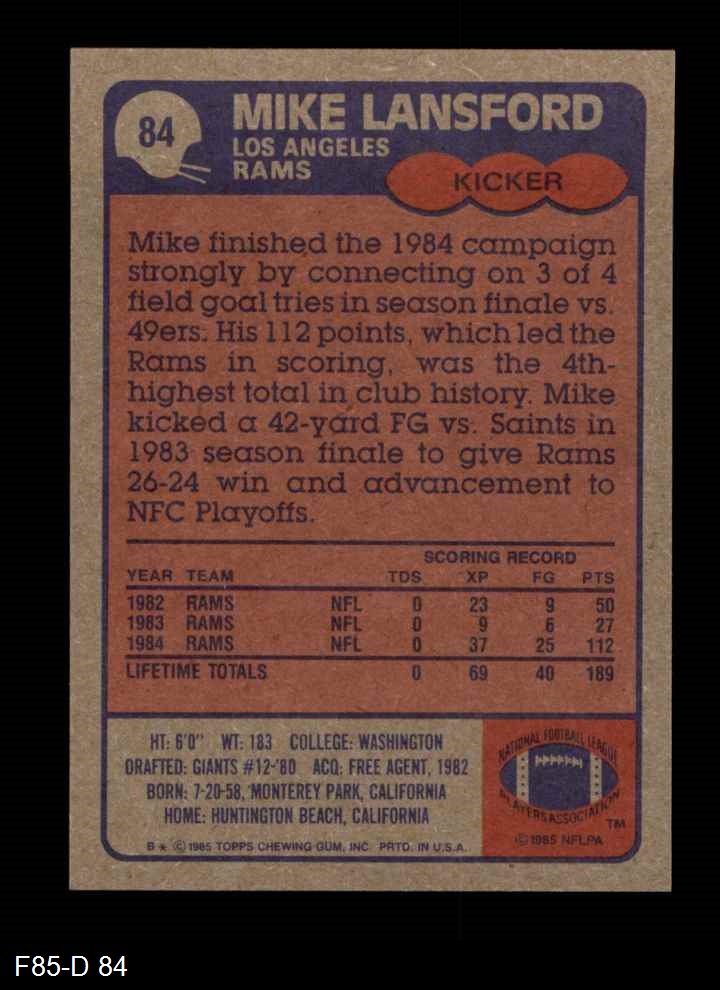 84
MIKE LANSFORD
LOS ANGELES
RAMS
KICKER
Mike finished the 1984 campaign
strongly by connecting on 3 of 4
field goal tries in season finale vs.
49ers. His 112 points, which led the
Rams in scoring, was the 4th-
highest total in club history. Mike
kicked a 42-yard FG vs. Saints in
1983 season finale to give Rams
26-24 win and advancement to
NFC Playoffs.
SCORING RECORD
YEAR TEAM TDS XP FG PTS
1982 RAMS NFL 0 23 9 50
1983 RAMS NFL 0 9 6 27
1984 RAMS NFL 0 37 25 112
LIFETIME TOTALS 0 69 40 189
HT: 6'0" WT: 183 COLLEGE: WASHINGTON
DRAFTED: GIANTS #12-'80 ACQ: FREE AGENT, 1982
BORN: 7-20-58, MONTEREY PARK, CALIFORNIA
HOME: HUNTINGTON BEACH, CALIFORNIA
B * © 1985 TOPPS CHEWING GUM, INC. PRTD. IN U.S.A.
NATIONAL FOOTBALL LEAGUE
PLAYERS ASSOCIATION
TM
© 1985 NFLPA
F85-D 84